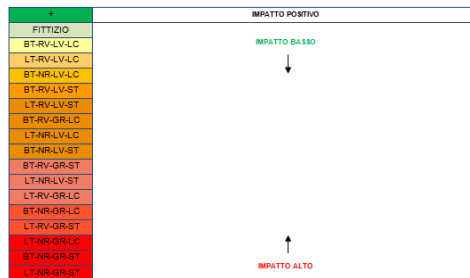 + IMPATTO POSITIVO
FITTIZIO
BT-RV-LV-LC IMPATTO BASSO
LT-RV-LV-LC
BT-NR-LV-LC
BT-RV-LV-ST
LT-RV-LV-ST
BT-RV-GR-LC
LT-NR-LV-LC
BT-NR-LV-ST
BT-RV-GR-ST
LT-NR-LV-ST
LT-RV-GR-LC
BT-NR-GR-LC
LT-RV-GR-ST
LT-NR-GR-LC
BT-NR-GR-ST IMPATTO ALTO
LT-NR-GR-ST